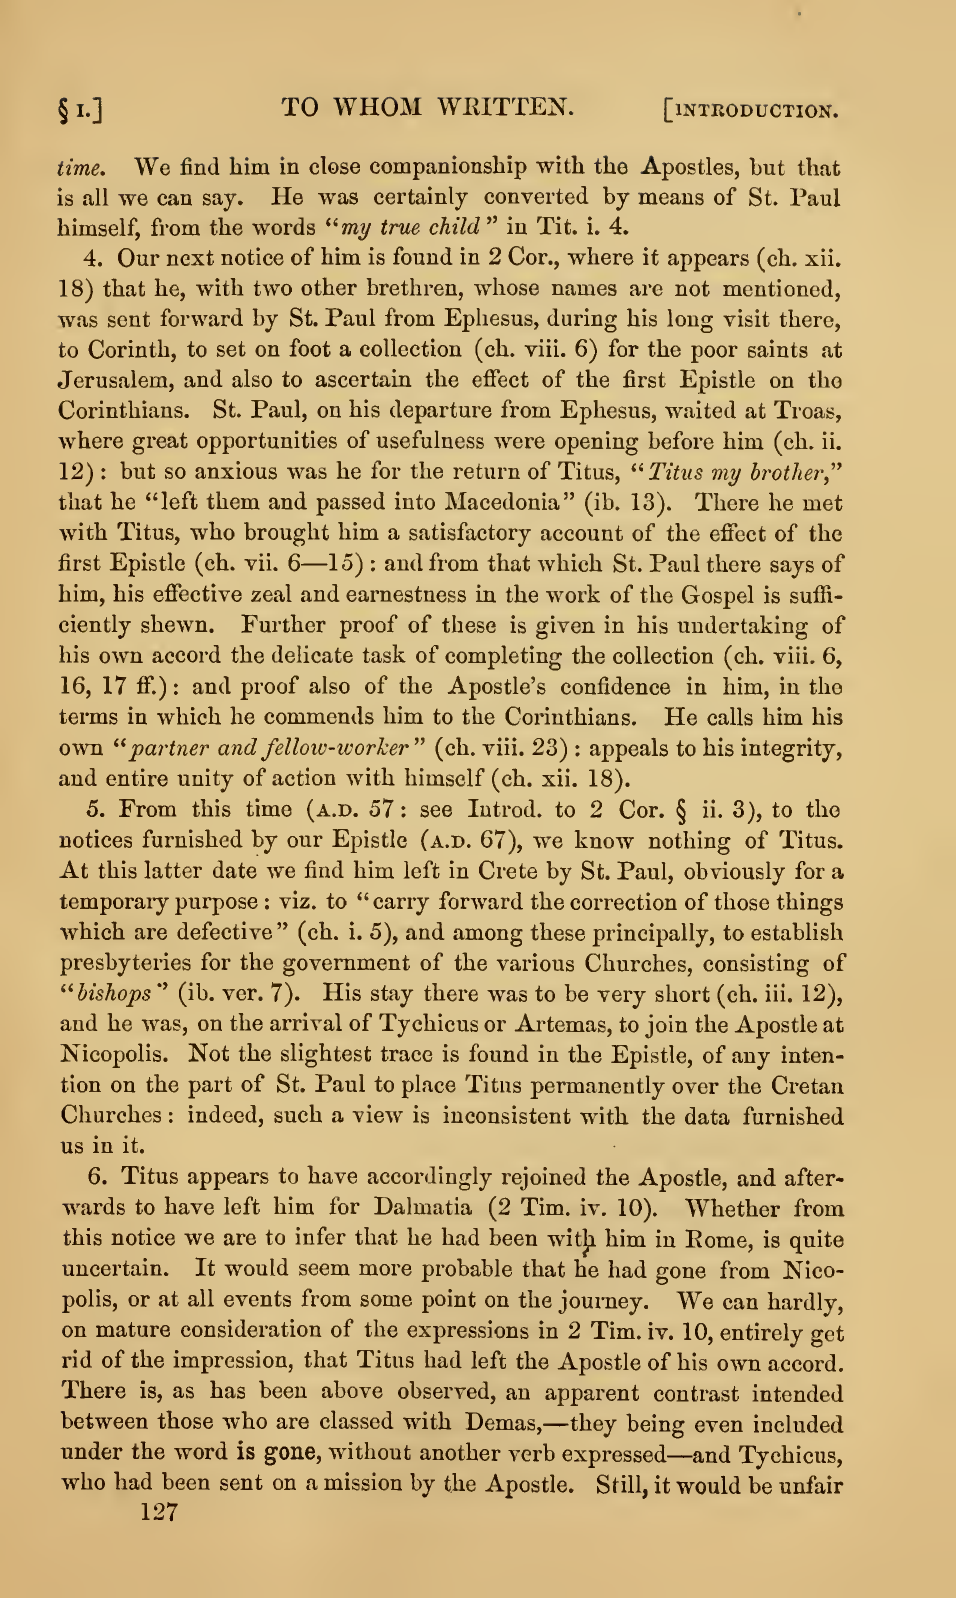 § I.] TO WHOM WRITTEN. [INTRODUCTION.
time. We find him in close companionship with the Apostles, but that
is all we can say. He was certainly converted by means of St. Paul
himself, from the words “my true child” in Tit. i. 4.
4. Our next notice of him is found in 2 Cor., where it appears (ch. xii.
18) that he, with two other brethren, whose names are not mentioned,
was sent forward by St. Paul from Ephesus, during his long visit there,
to Corinth, to set on foot a collection (ch. viii. 6) for the poor saints at
Jerusalem, and also to ascertain the effect of the first Epistle on the
Corinthians. St. Paul, on his departure from Ephesus, waited at Troas,
where great opportunities of usefulness were opening before him (ch. ii.
12): but so anxious was he for the return of Titus, “Titus my brother,”
that he “left them and passed into Macedonia” (ib. 13). There he met
with Titus, who brought him a satisfactory account of the effect of the
first Epistle (ch. vii. 6—15): and from that which St. Paul there says of
him, his effective zeal and earnestness in the work of the Gospel is suffi-
ciently shewn. Further proof of these is given in his undertaking of
his own accord the delicate task of completing the collection (ch. viii. 6,
16, 17 ff.): and proof also of the Apostle’s confidence in him, in the
terms in which he commends him to the Corinthians. He calls him his
own “partner and fellow-worker” (ch. viii. 23): appeals to his integrity,
and entire unity of action with himself (ch. xii. 18).
5. From this time (A.D. 57: see Introd. to 2 Cor. § ii. 3), to the
notices furnished by our Epistle (A.D. 67), we know nothing of Titus.
At this latter date we find him left in Crete by St. Paul, obviously for a
temporary purpose: viz. to “carry forward the correction of those things
which are defective” (ch. i. 5), and among these principally, to establish
presbyteries for the government of the various Churches, consisting of
“bishops” (ib. ver. 7). His stay there was to be very short (ch. iii. 12),
and he was, on the arrival of Tychicus or Artemas, to join the Apostle at
Nicopolis. Not the slightest trace is found in the Epistle, of any inten-
tion on the part of St. Paul to place Titus permanently over the Cretan
Churches: indeed, such a view is inconsistent with the data furnished
us in it.
6. Titus appears to have accordingly rejoined the Apostle, and after-
wards to have left him for Dalmatia (2 Tim. iv. 10). Whether from
this notice we are to infer that he had been with him in Rome, is quite
uncertain. It would seem more probable that he had gone from Nico-
polis, or at all events from some point on the journey. We can hardly,
on mature consideration of the expressions in 2 Tim. iv. 10, entirely get
rid of the impression, that Titus had left the Apostle of his own accord.
There is, as has been above observed, an apparent contrast intended
between those who are classed with Demas,—they being even included
under the word is gone, without another verb expressed—and Tychicus,
who had been sent on a mission by the Apostle. Still, it would be unfair
127